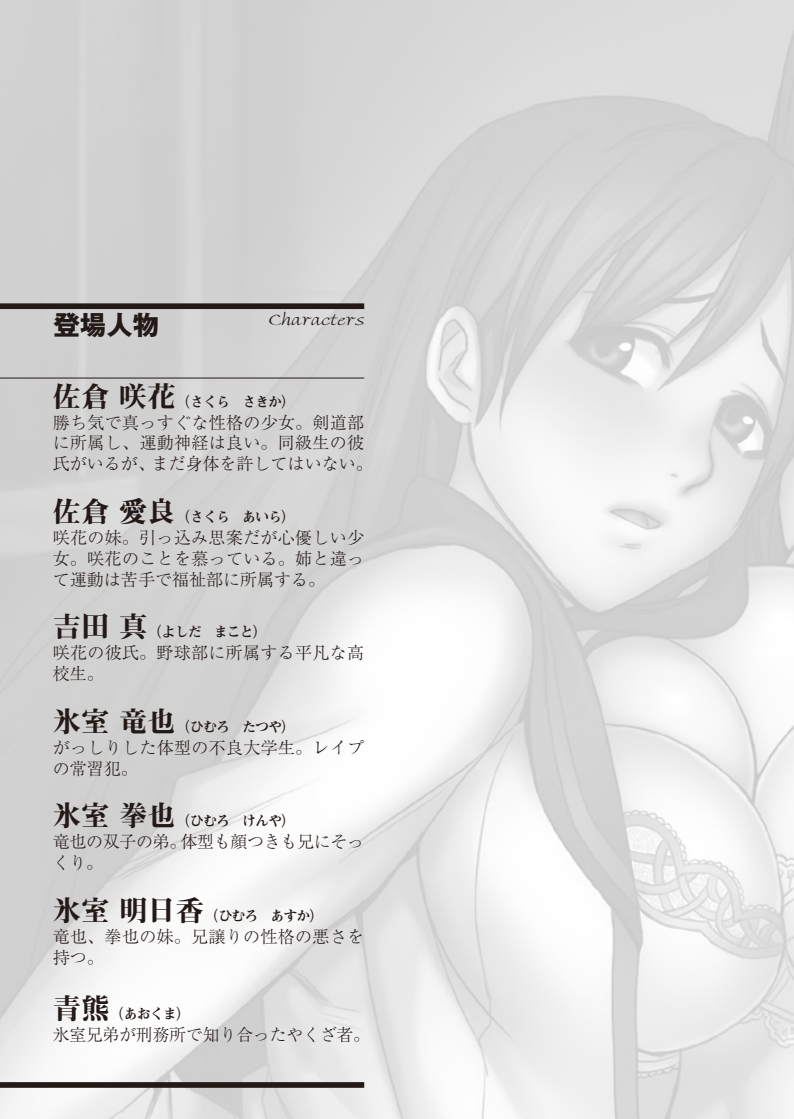 登場人物
Characters
佐倉 咲花（さくら さきか）
勝ち気で真っすぐな性格の少女。剣道部
に所属し、運動神経は良い。同級生の彼
氏がいるが、まだ身体を許してはいない。
佐倉 愛良（さくら あいら）
咲花の妹。引っ込み思案だが心優しい少
女。咲花のことを慕っている。姉と違っ
て運動は苦手で福祉部に所属する。
吉田 真（よしだ まこと）
咲花の彼氏。野球部に所属する平凡な高
校生。
氷室 竜也（ひむろ たつや）
がっしりした体型の不良大学生。レイプ
の常習犯。
氷室 拳也（ひむろ けんや）
竜也の双子の弟。体型も顔つきも兄にそっ
くり。
氷室 明日香（ひむろ あすか）
竜也、拳也の妹。兄譲りの性格の悪さを
持つ。
青熊（あおくま）
氷室兄弟が刑務所で知り合ったやくざ者。